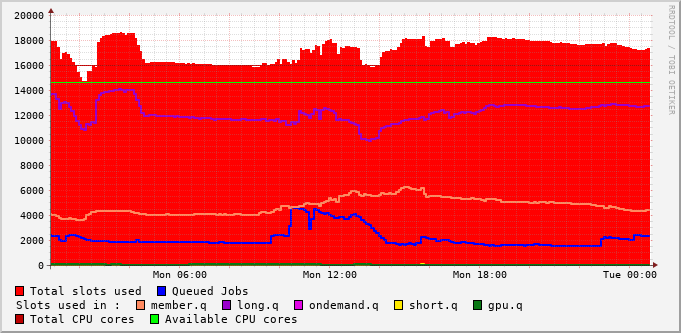 20000
18000
16000
14000
12000
10000
8000
6000
4000
2000
0
Mon 06:00 Mon 12:00 Mon 18:00 Tue 00:00
Total slots used Queued Jobs
Slots used in : member.q long.q ondemand.q short.q gpu.q
Total CPU cores Available CPU cores
RRDTOOL / TOBI OETIKER